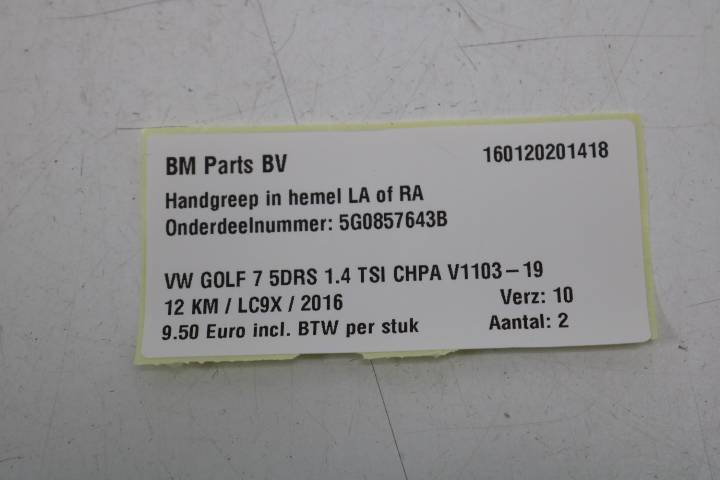 BM Parts BV 160120201418
Handgreep in hemel LA of RA
Onderdeelnummer: 5G0857643B
VW GOLF 7 5DRS 1.4 TSI CHPA V1103-19
12 KM / LC9X / 2016 Verz: 10
9.50 Euro incl. BTW per stuk Aantal: 2